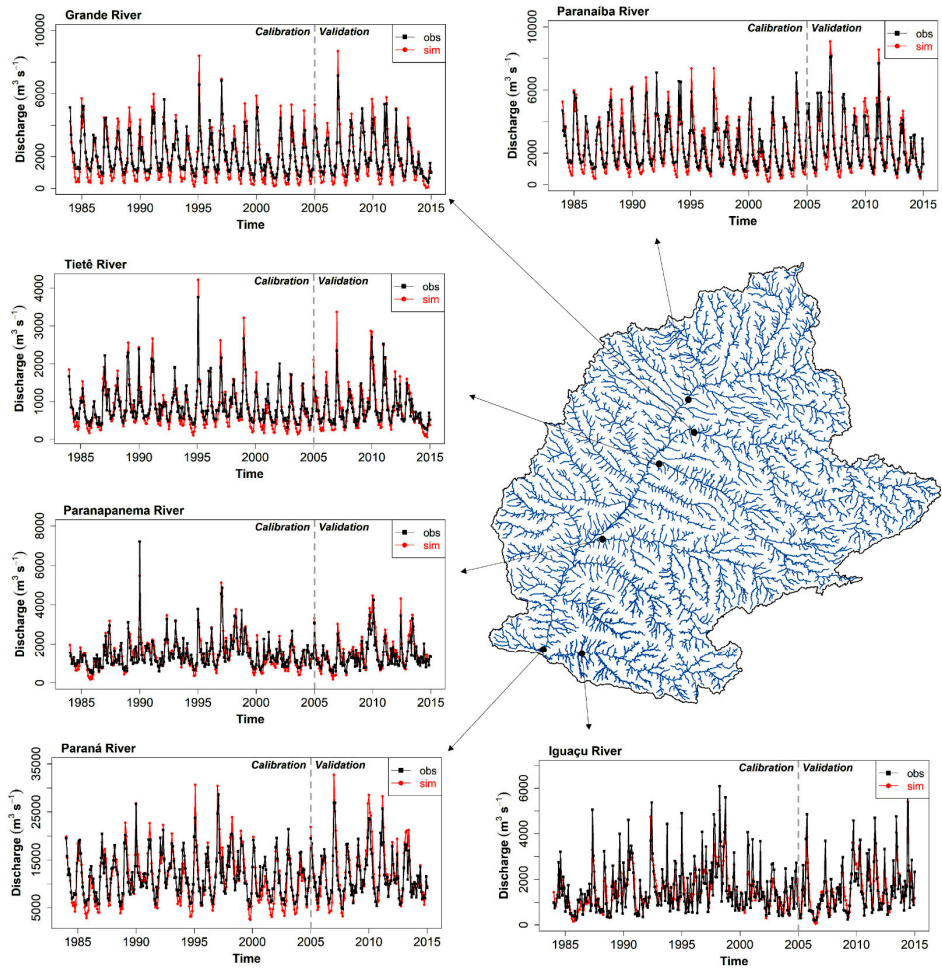 Grande River
Calibration Validation
obs
sim
Discharge (m³ s⁻¹)
0 2000 6000 10000
1985 1990 1995 2000 2005 2010 2015
Time
Paranaíba River
Calibration Validation
obs
sim
Discharge (m³ s⁻¹)
0 2000 6000 10000
1985 1990 1995 2000 2005 2010 2015
Time
Tietê River
Calibration Validation
obs
sim
Discharge (m³ s⁻¹)
0 1000 2000 3000 4000
1985 1990 1995 2000 2005 2010 2015
Time
Paranapanema River
Calibration Validation
obs
sim
Discharge (m³ s⁻¹)
0 2000 4000 6000 8000
1985 1990 1995 2000 2005 2010 2015
Time
Paraná River
Calibration Validation
obs
sim
Discharge (m³ s⁻¹)
5000 15000 25000 35000
1985 1990 1995 2000 2005 2010 2015
Time
Iguaçu River
Calibration Validation
obs
sim
Discharge (m³ s⁻¹)
0 2000 4000 6000
1985 1990 1995 2000 2005 2010 2015
Time